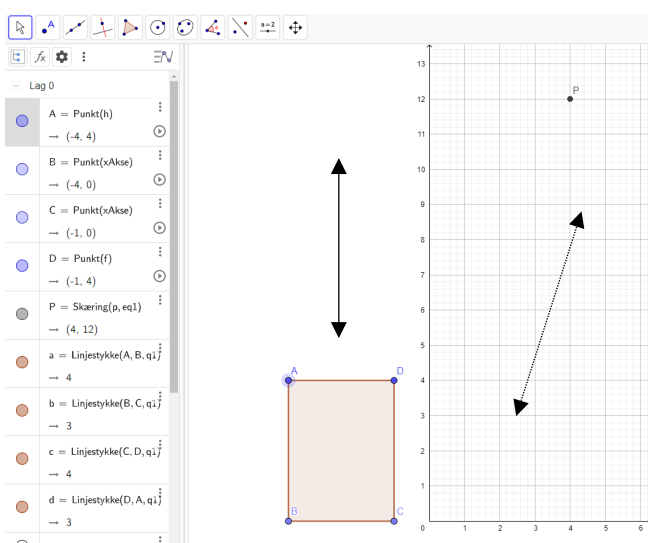 A
a = 2
fx
Lag 0
A = Punkt(h)
→ (-4, 4)
B = Punkt(xAkse)
→ (-4, 0)
C = Punkt(xAkse)
→ (-1, 0)
D = Punkt(f)
→ (-1, 4)
P = Skæring(p, eq1)
→ (4, 12)
a = Linjestykke(A, B, q1)
→ 4
b = Linjestykke(B, C, q1)
→ 3
c = Linjestykke(C, D, q1)
→ 4
d = Linjestykke(D, A, q1)
→ 3
13
P
12
11
10
9
8
7
6
5
A
D
4
3
2
1
B
C
0 1 2 3 4 5 6